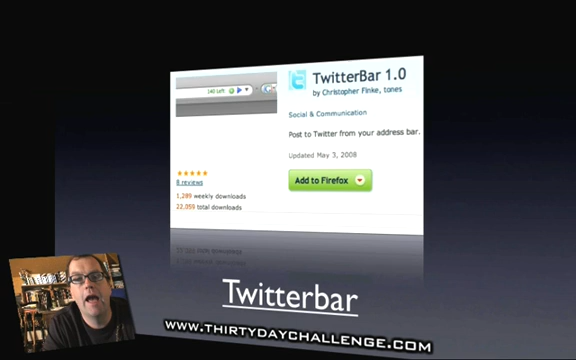 TwitterBar 1.0
by Christopher Finke, tones
140 Left
Social & Communication
Post to Twitter from your address bar.
Updated May 3, 2008
8 reviews
Add to Firefox
1,289 weekly downloads
22,059 total downloads
Twitterbar
WWW.THIRTYDAYCHALLENGE.COM